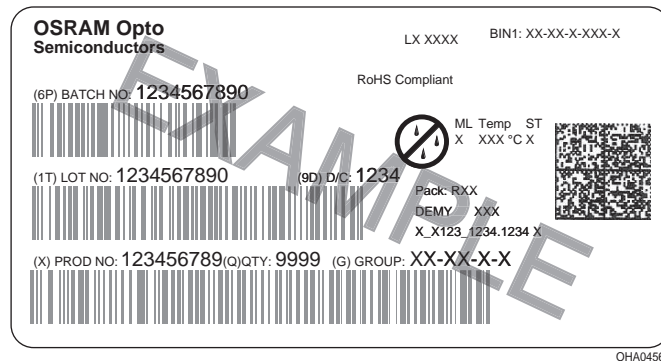 OSRAM Opto
Semiconductors
LX XXXX
BIN1: XX-XX-X-XXX-X
RoHS Compliant
(6P) BATCH NO: 1234567890
ML Temp ST
X XXX °C X
(1T) LOT NO: 1234567890 (9D) D/C: 1234
Pack: RXX
DEMY XXX
X_X123_1234.1234 X
(X) PROD NO: 123456789(Q)QTY: 9999 (G) GROUP: XX-XX-X-X
EXAMPLE
OHA0456